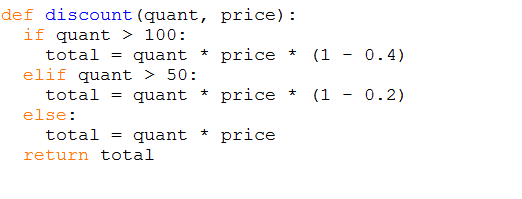 def discount(quant, price):
  if quant > 100:
    total = quant * price * (1 - 0.4)
  elif quant > 50:
    total = quant * price * (1 - 0.2)
  else:
    total = quant * price
  return total